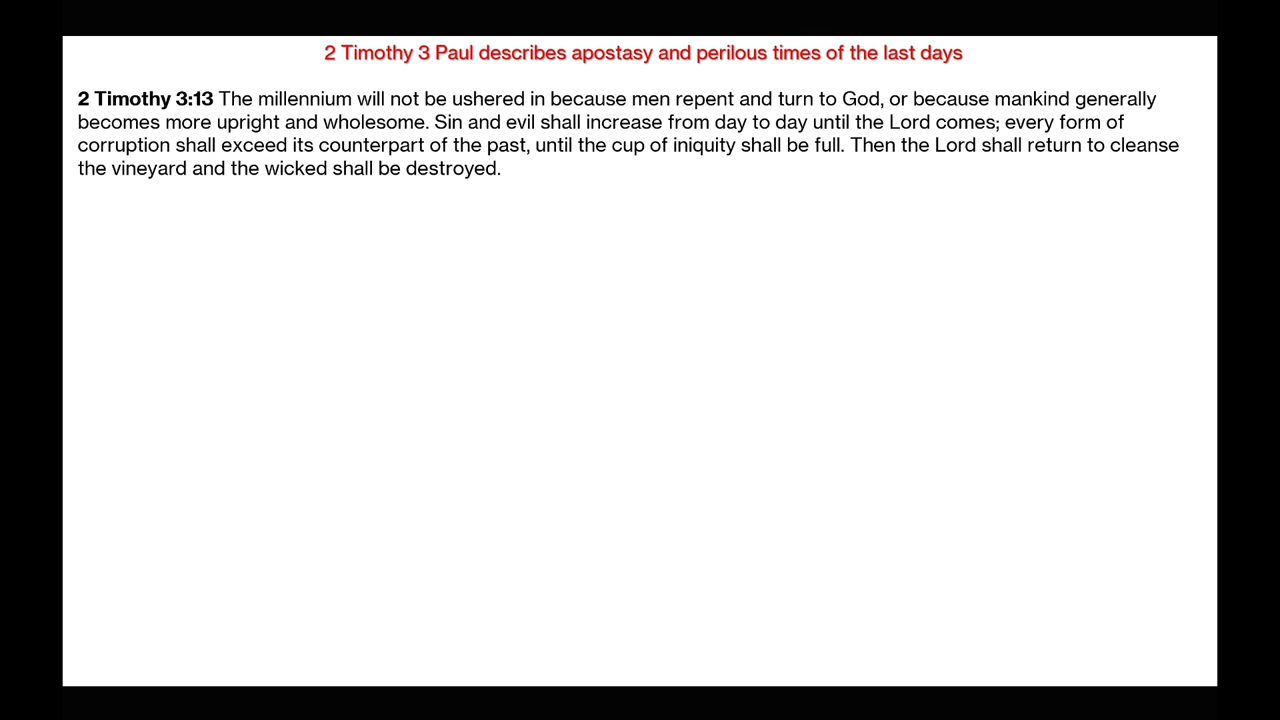 2 Timothy 3 Paul describes apostasy and perilous times of the last days
2 Timothy 3:13 The millennium will not be ushered in because men repent and turn to God, or because mankind generally
becomes more upright and wholesome. Sin and evil shall increase from day to day until the Lord comes; every form of
corruption shall exceed its counterpart of the past, until the cup of iniquity shall be full. Then the Lord shall return to cleanse
the vineyard and the wicked shall be destroyed.